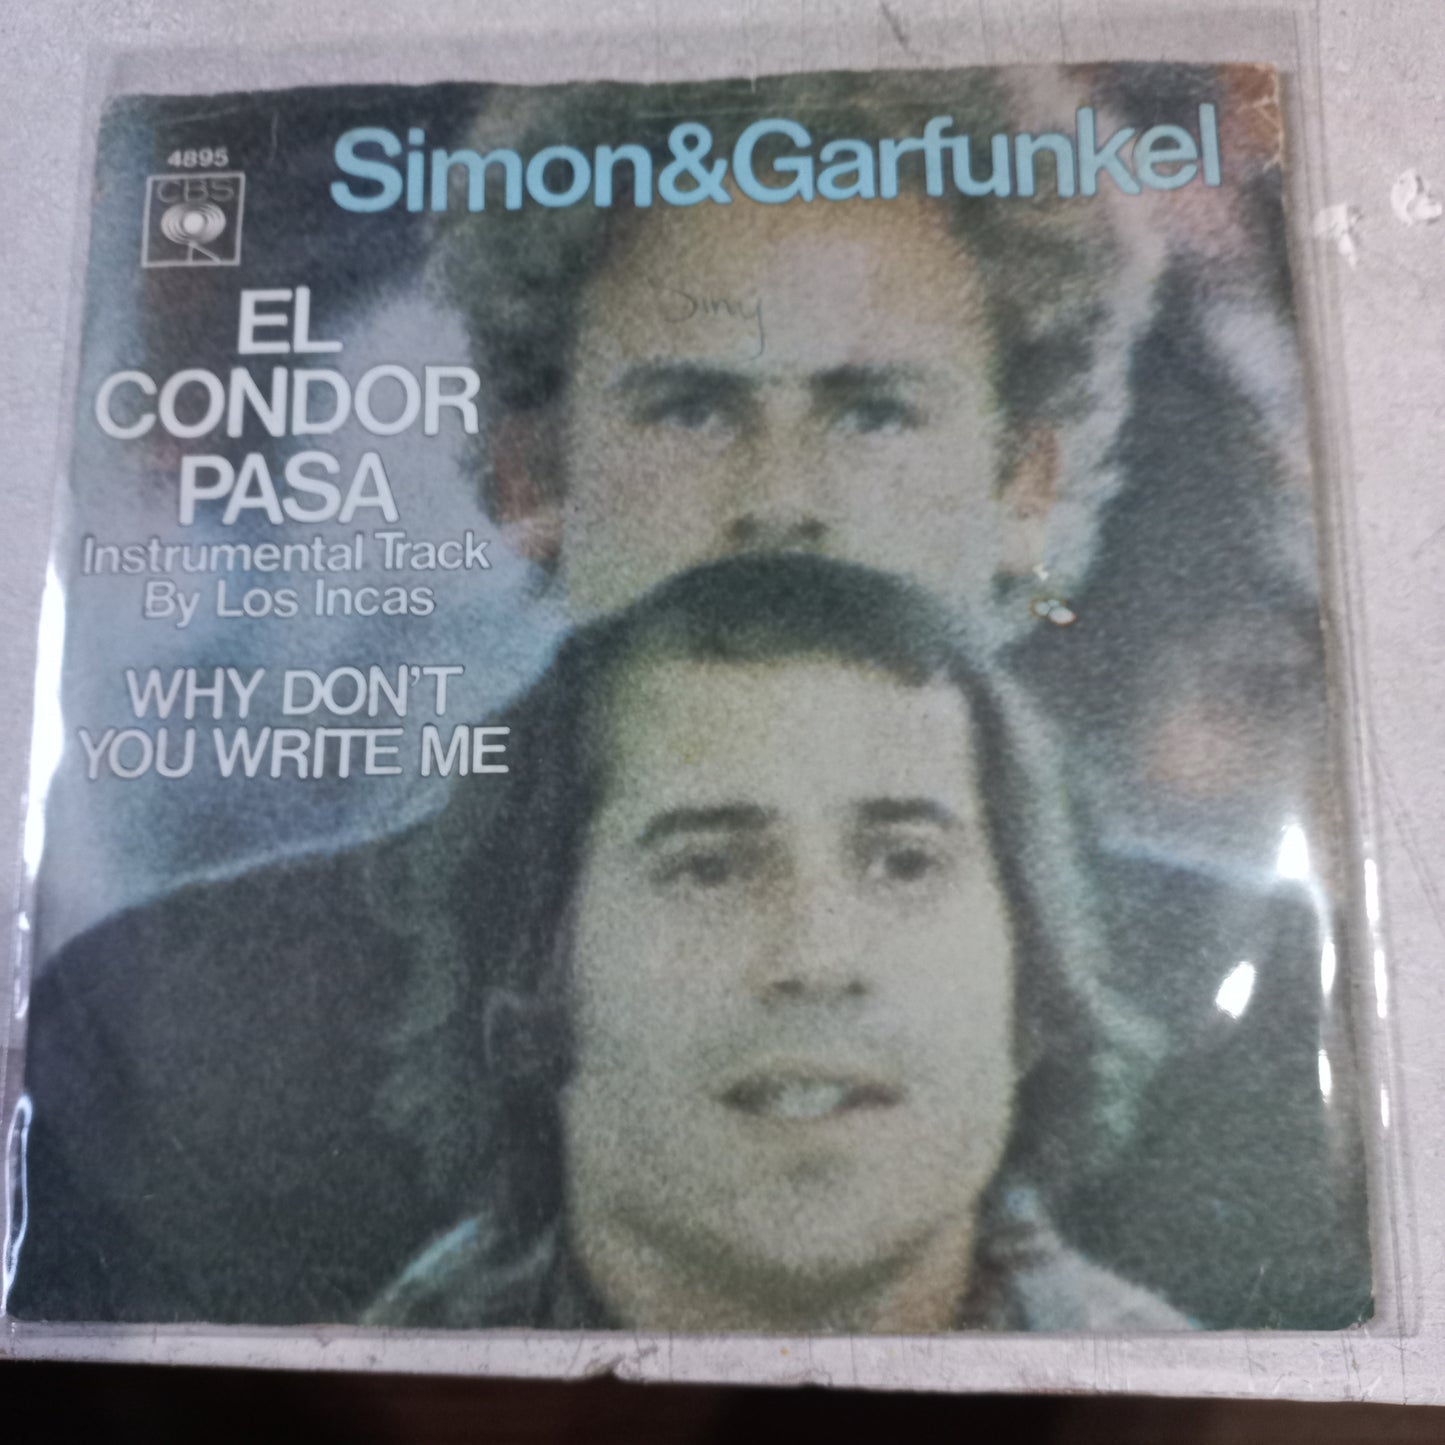 Simon&Garfunkel
4895
CBS
EL
CONDOR
PASA
Instrumental Track
By Los Incas
WHY DON'T
YOU WRITE ME